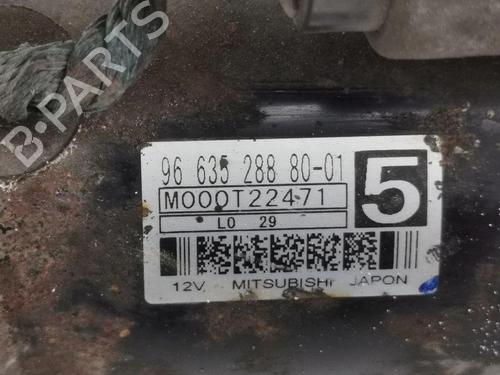 B-PARTS
96 635 288 80-01
M000T22471
5
L0 29
12V. MITSUBISHI JAPON